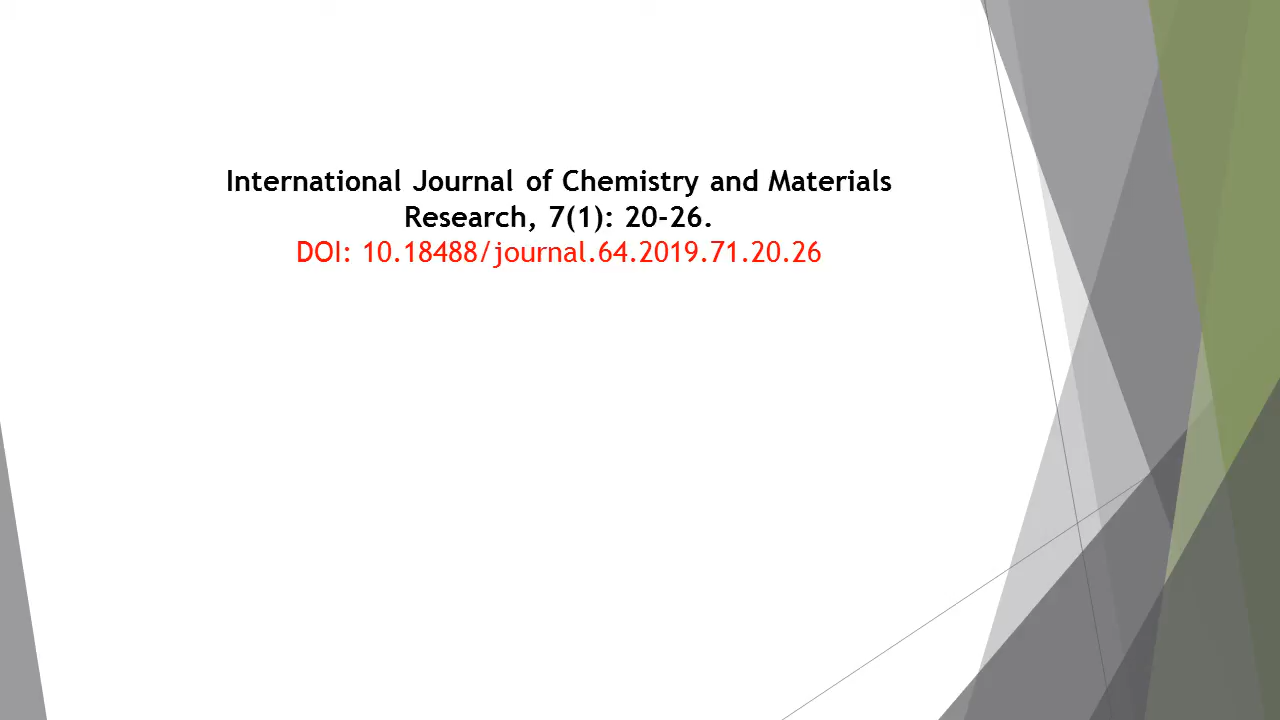 International Journal of Chemistry and Materials
Research, 7(1): 20-26.
DOI: 10.18488/journal.64.2019.71.20.26